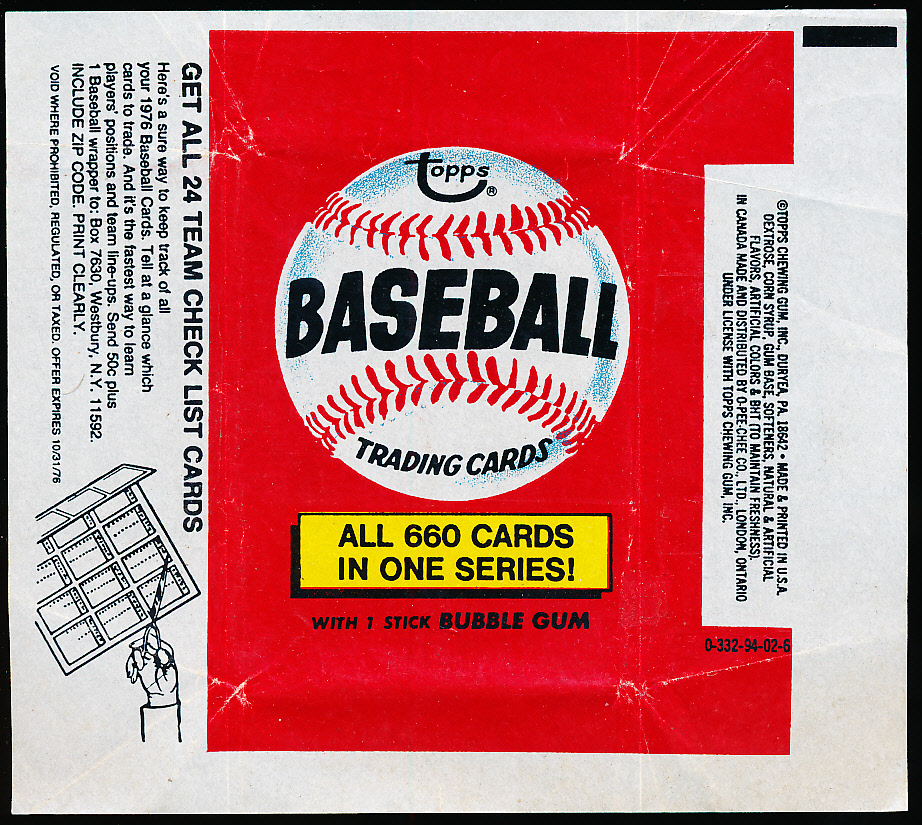 GET ALL 24 TEAM CHECK LIST CARDS
Here's a sure way to keep track of all
your 1976 Baseball Cards. Tell at a glance which
cards to trade. And it's the fastest way to learn
players' positions and team line-ups. Send 50c plus
1 Baseball wrapper to: Box 7630, Westbury, N.Y. 11592.
INCLUDE ZIP CODE. PRINT CLEARLY.
VOID WHERE PROHIBITED, REGULATED, OR TAXED. OFFER EXPIRES 10/31/76
topps®
BASEBALL
TRADING CARDS
ALL 660 CARDS
IN ONE SERIES!
WITH 1 STICK BUBBLE GUM
©TOPPS CHEWING GUM, INC., DURYEA, PA. 18642 • MADE & PRINTED IN U.S.A.
DEXTROSE, CORN SYRUP, GUM BASE, SOFTENERS, NATURAL & ARTIFICIAL
FLAVORS, ARTIFICIAL COLORS & BHT (TO MAINTAIN FRESHNESS).
IN CANADA MADE AND DISTRIBUTED BY O-PEE-CHEE CO., LTD., LONDON, ONTARIO
UNDER LICENSE WITH TOPPS CHEWING GUM, INC.
0-332-94-02-6